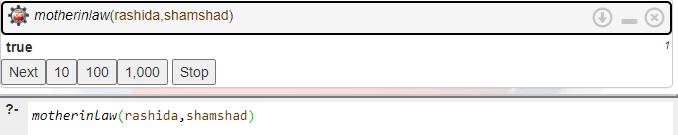 motherinlaw(rashida,shamshad)
true 1
Next 10 100 1,000 Stop
?- motherinlaw(rashida,shamshad)